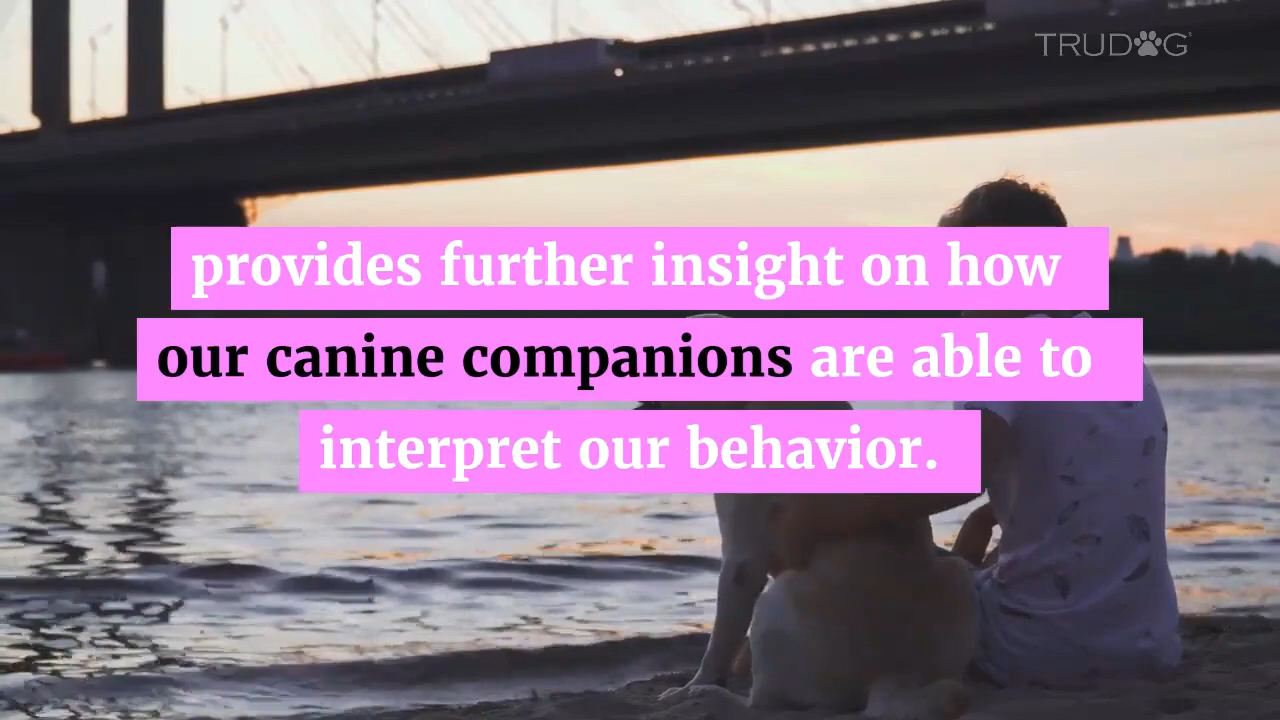 TRUDOG
provides further insight on how
our canine companions are able to
interpret our behavior.